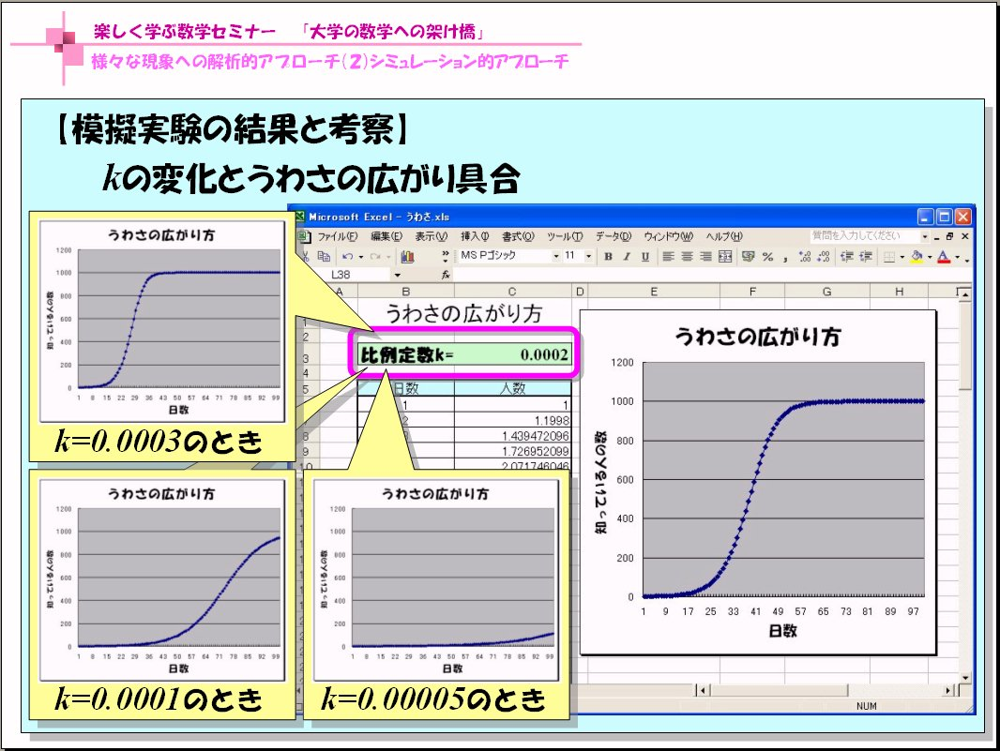 楽しく学ぶ数学セミナー 「大学の数学への架け橋」
様々な現象への解析的アプローチ(2)シミュレーション的アプローチ
【模擬実験の結果と考察】
kの変化とうわさの広がり具合
うわさの広がり方
1200
1000
800
600
400
200
0
知っている人の数
1 8 15 22 29 36 43 50 57 64 71 78 85 92 99
日数
k=0.0003のとき
Microsoft Excel - うわさ.xls
ファイル(F) 編集(E) 表示(V) 挿入(I) 書式(O) ツール(T) データ(D) ウィンドウ(W) ヘルプ(H)
質問を入力してください
MS Pゴシック 11 B I U
L38 fx
A B C D E F G H I
うわさの広がり方
比例定数k= 0.0002
日数 人数
1 1
2 1.1998
1.439472096
1.726952099
2.071746046
うわさの広がり方
1200
1000
800
600
400
200
0
知っている人の数
1 9 17 25 33 41 49 57 65 73 81 89 97
日数
うわさの広がり方
1200
1000
800
600
400
200
0
知っている人の数
1 8 15 22 29 36 43 50 57 64 71 78 85 92 99
日数
k=0.0001のとき
うわさの広がり方
1200
1000
800
600
400
200
0
知っている人の数
1 8 15 22 29 36 43 50 57 64 71 78 85 92 99
日数
k=0.00005のとき
NUM